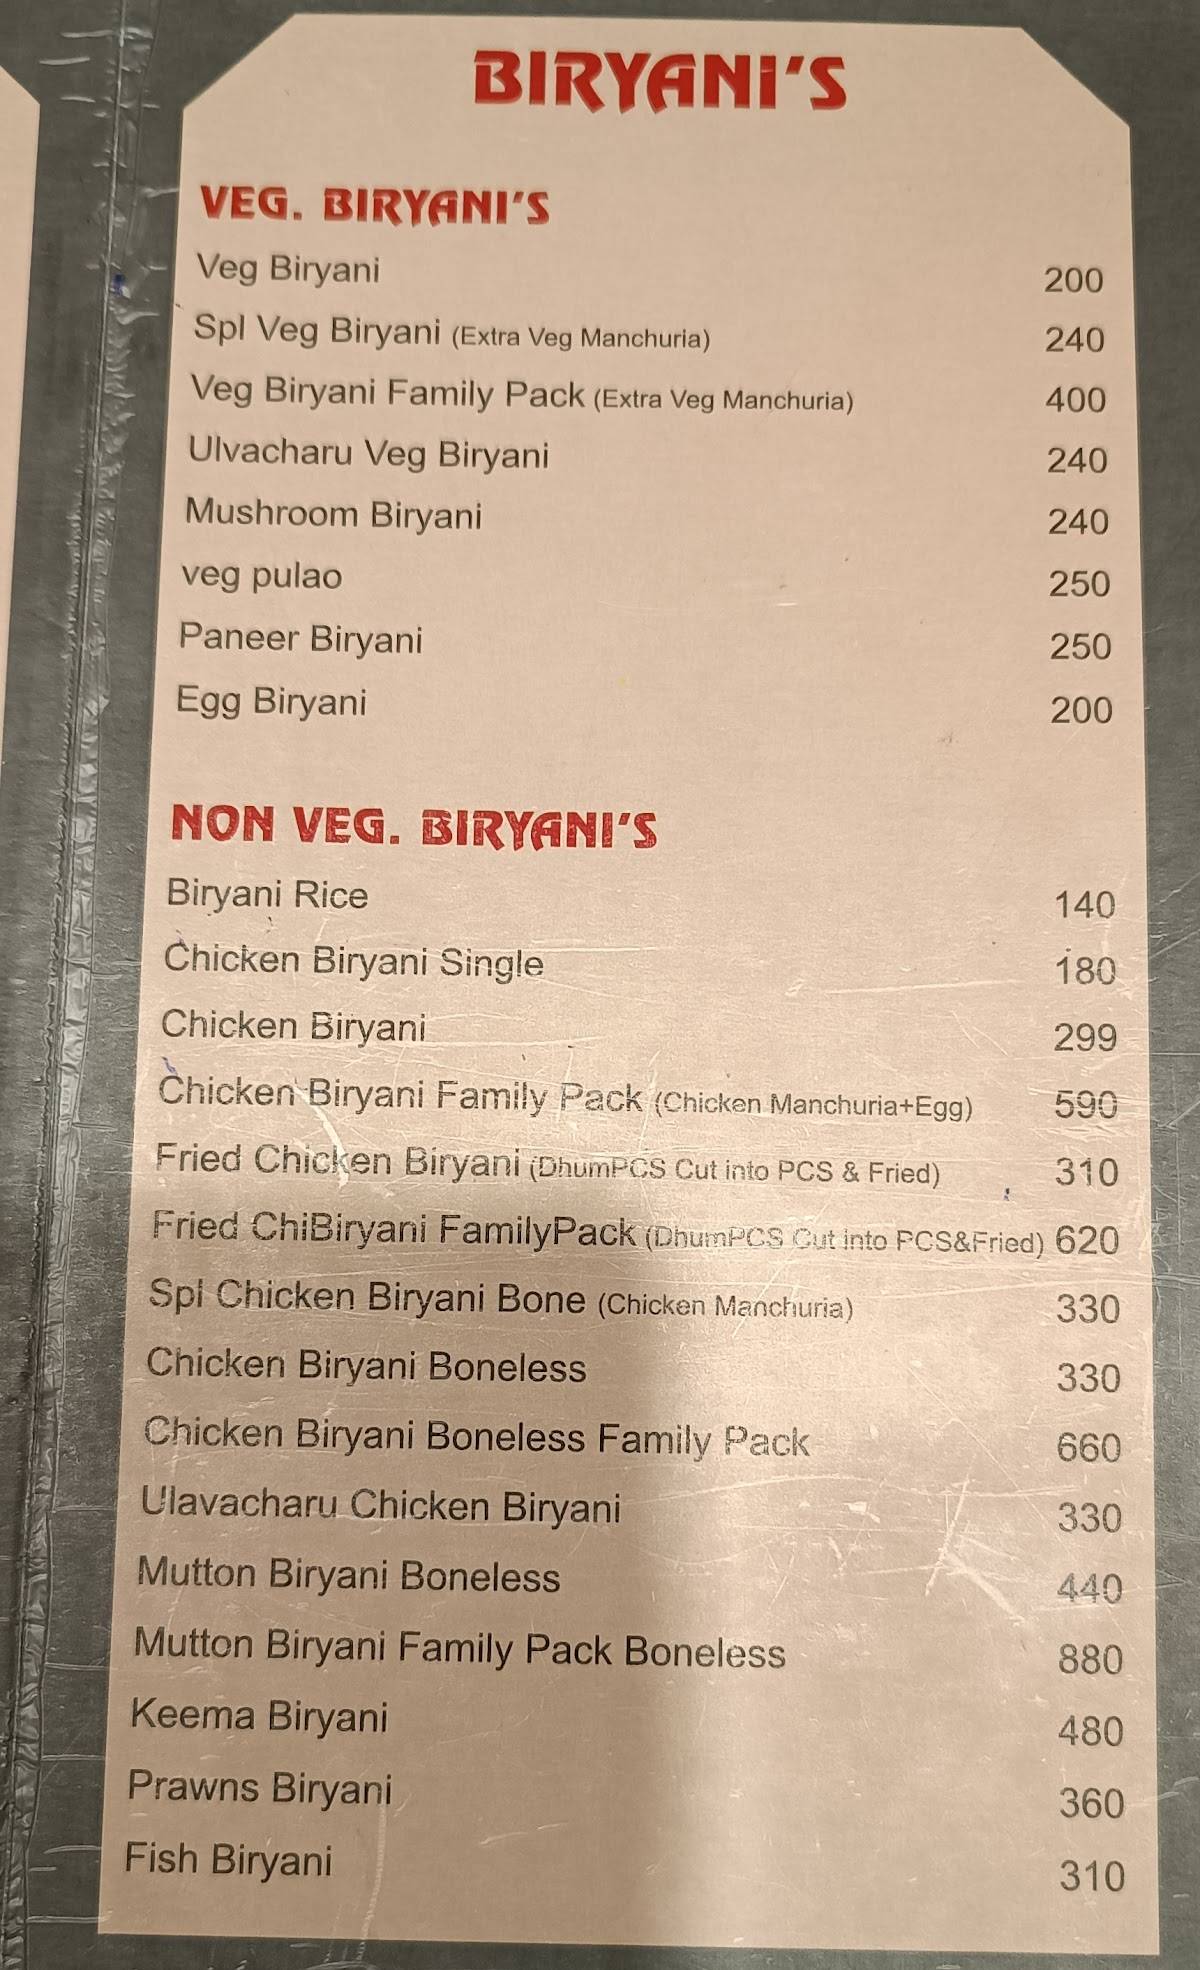 BIRYANI'S
VEG. BIRYANI'S
Veg Biryani 200
Spl Veg Biryani (Extra Veg Manchuria) 240
Veg Biryani Family Pack (Extra Veg Manchuria) 400
Ulvacharu Veg Biryani 240
Mushroom Biryani 240
veg pulao 250
Paneer Biryani 250
Egg Biryani 200
NON VEG. BIRYANI'S
Biryani Rice 140
Chicken Biryani Single 180
Chicken Biryani 299
Chicken Biryani Family Pack (Chicken Manchuria+Egg) 590
Fried Chicken Biryani (DhumPCS Cut into PCS & Fried) 310
Fried ChiBiryani FamilyPack (DhumPCS Cut into PCS&Fried) 620
Spl Chicken Biryani Bone (Chicken Manchuria) 330
Chicken Biryani Boneless 330
Chicken Biryani Boneless Family Pack 660
Ulavacharu Chicken Biryani 330
Mutton Biryani Boneless 440
Mutton Biryani Family Pack Boneless 880
Keema Biryani 480
Prawns Biryani 360
Fish Biryani 310